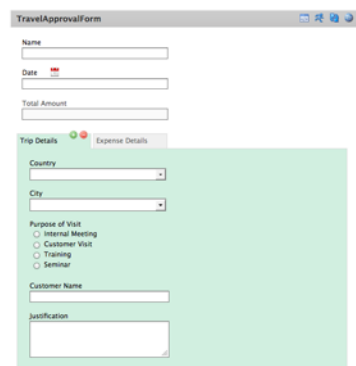 TravelApprovalForm
Name
Date
Total Amount
Trip Details
Expense Details
Country
City
Purpose of Visit
Internal Meeting
Customer Visit
Training
Seminar
Customer Name
Justification